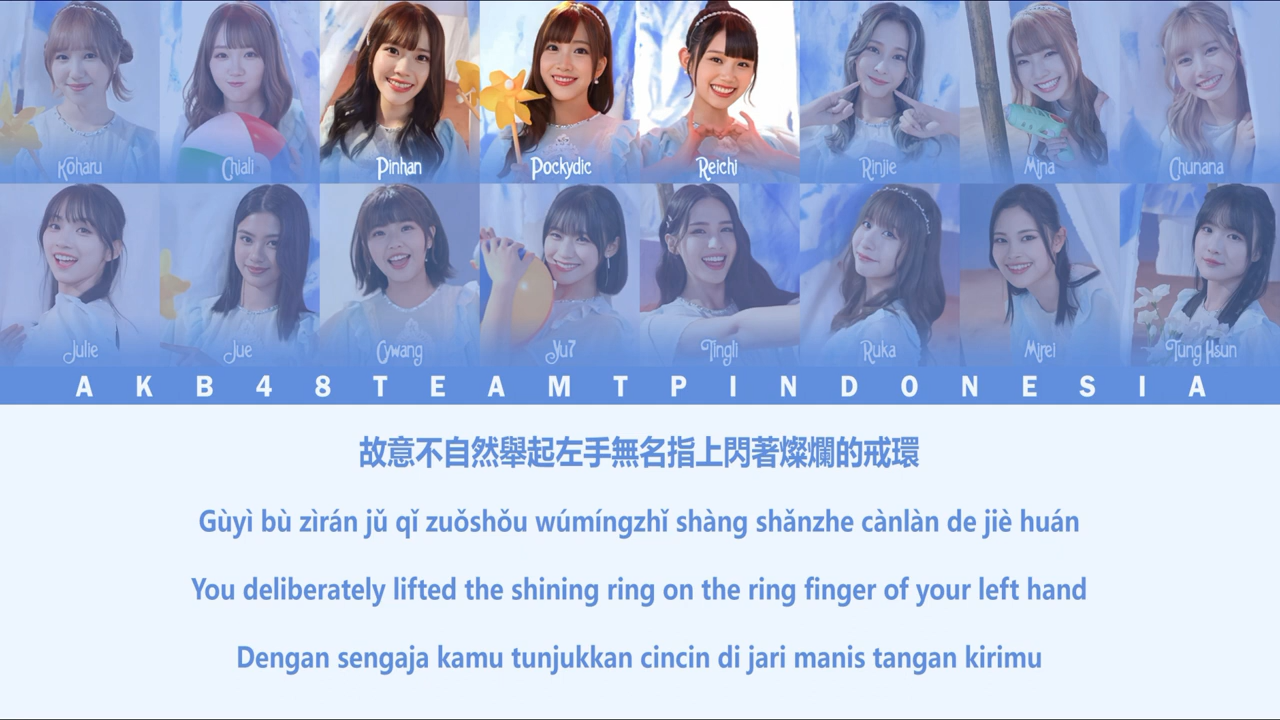 Kōharu Chiali Pinhan Pockydic Reichi Rinjie Mina Chunana
Julie Jue Cywang Yu7 Tingli Ruka Mirei Tung Hsun
AKB48TEAMTPINDONESIA
故意不自然舉起左手無名指上閃著燦爛的戒環
Gùyì bù zìrán jǔ qǐ zuǒshǒu wúmíngzhǐ shàng shǎnzhe cànlàn de jiè huán
You deliberately lifted the shining ring on the ring finger of your left hand
Dengan sengaja kamu tunjukkan cincin di jari manis tangan kirimu